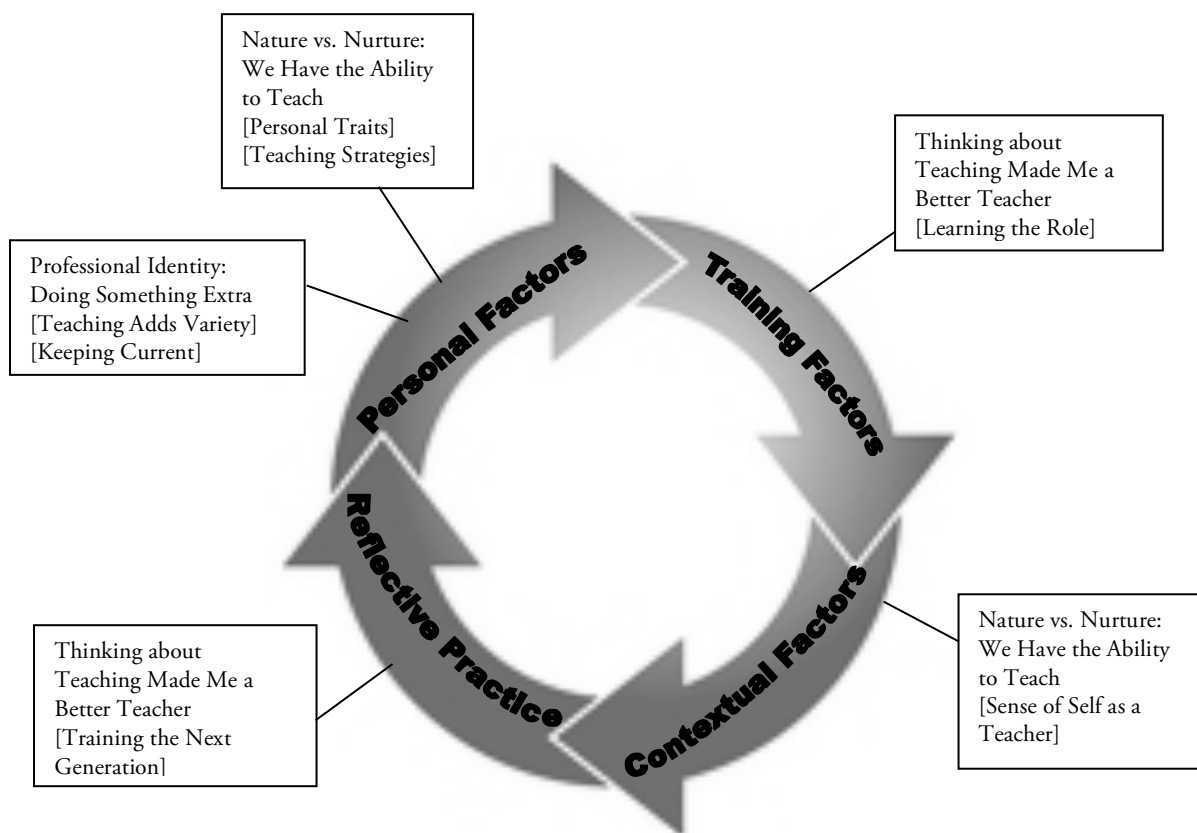 Nature vs. Nurture:
We Have the Ability
to Teach
[Personal Traits]
[Teaching Strategies]
Thinking about
Teaching Made Me a
Better Teacher
[Learning the Role]
Professional Identity:
Doing Something Extra
[Teaching Adds Variety]
[Keeping Current]
Personal Factors
Training Factors
Reflective Practice
Contextual Factors
Nature vs. Nurture:
We Have the Ability
to Teach
[Sense of Self as a
Teacher]
Thinking about
Teaching Made Me a
Better Teacher
[Training the Next
Generation]